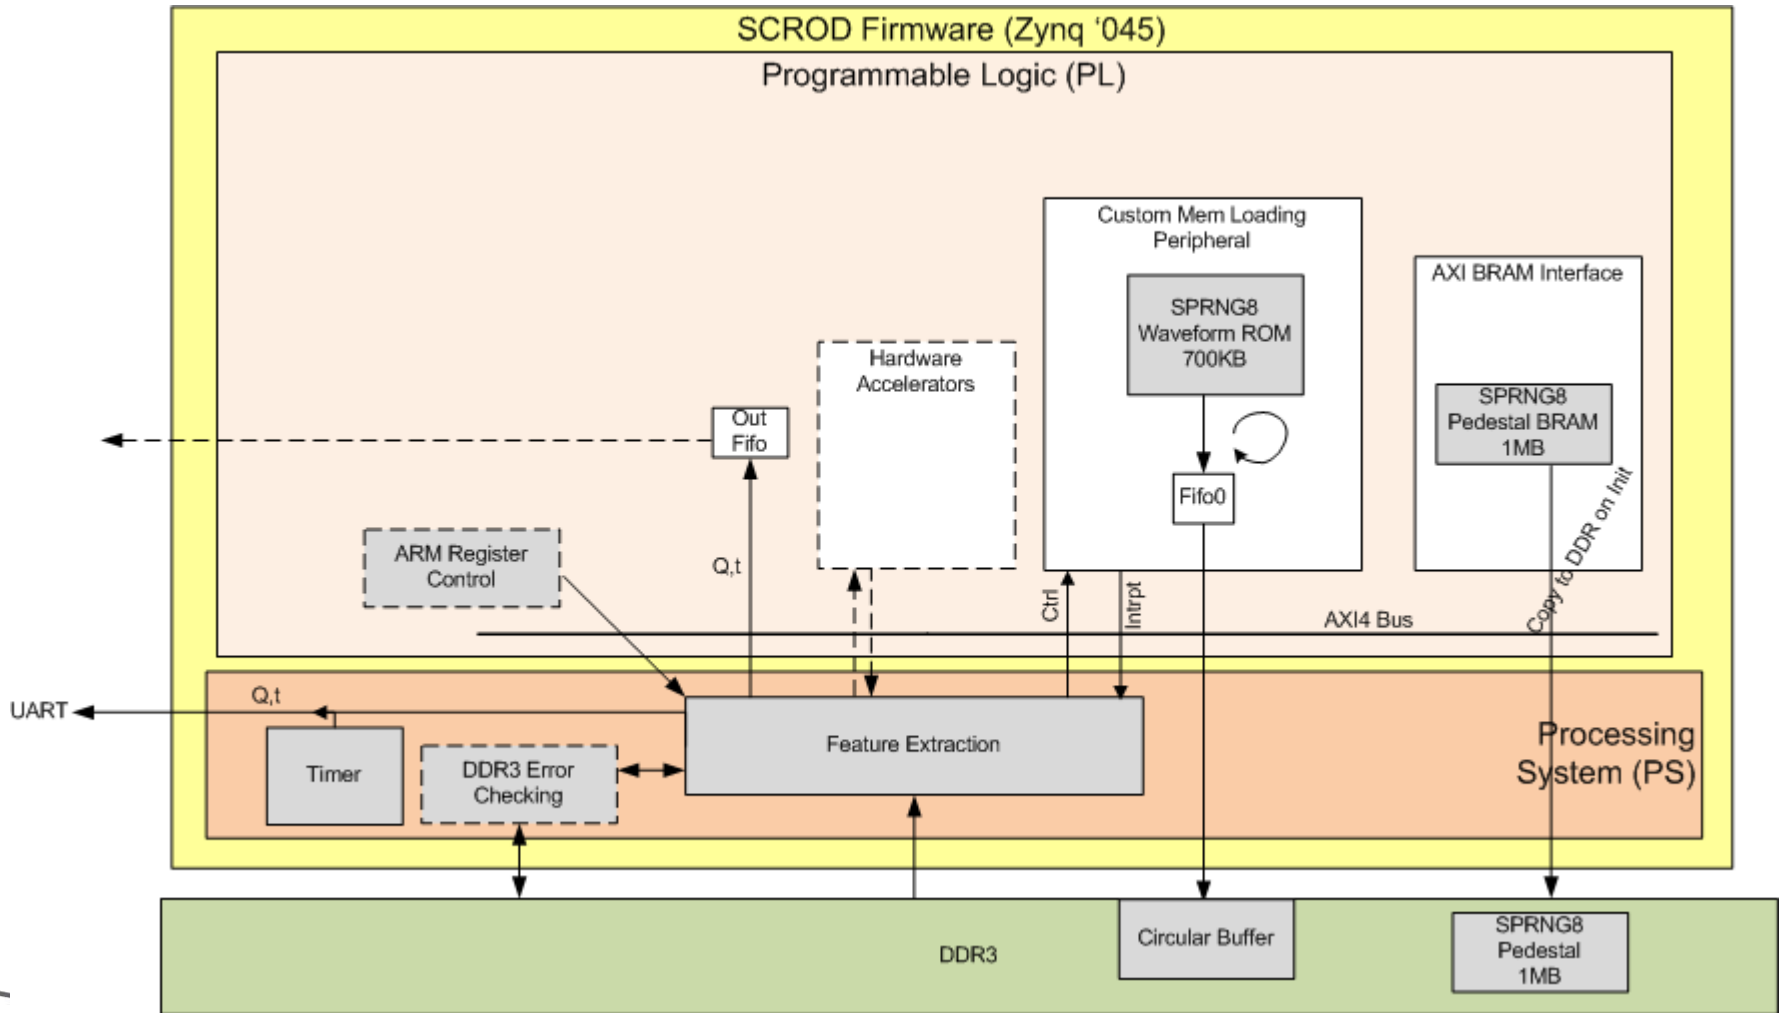 SCROD Firmware (Zynq ‘045)
Programmable Logic (PL)
Custom Mem Loading
Peripheral
SPRNG8
Waveform ROM
700KB
Fifo0
AXI BRAM Interface
SPRNG8
Pedestal BRAM
1MB
Copy to DDR on Init
Hardware
Accelerators
Out
Fifo
ARM Register
Control
Q,t
Ctrl
Intrpt
AXI4 Bus
UART
Q,t
Timer
DDR3 Error
Checking
Feature Extraction
Processing
System (PS)
DDR3
Circular Buffer
SPRNG8
Pedestal
1MB